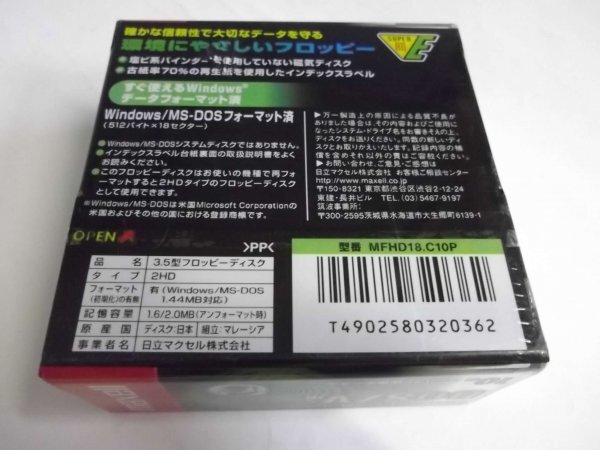 確かな信頼性で大切なデータを守る
環境にやさしいフロッピー
●塩ビ系バインダーを使用していない磁気ディスク
●古紙率70%の再生紙を使用したインデックスラベル
SUPER
E
すぐ使えるWindows®
データフォーマット済
Windows/MS-DOSフォーマット済
(512バイト×18セクター)
●Windows/MS-DOSシステムディスクではありません。
●インデックスラベル台紙裏面の取扱説明書をよく
お読みください。
●このフロッピーディスクはお使いの機種で再フォ
ーマットすると2HDタイプのフロッピーディスク
として使用できます。
※Windows/MS-DOSは米国Microsoft Corporationの
米国およびその他の国における登録商標です。
▶万一製造上の原因による品質不良が
ありました場合は、その内容およびご使用に
なったシステム・ドライブ名をお書きそえの上、
ディスクをお送りください。同数の新しいディ
スクとお取りかえいたします。記録内容の補
償を含めそれ以外の責はご容赦ください。
▶お問い合わせ、ご意見・ご感想は
日立マクセル株式会社 お客様ご相談センター
http://www.maxell.co.jp
〒150-8321 東京都渋谷区渋谷2-12-24
東建・長井ビル TEL.(03)5467-9197
筑波事業所:
〒300-2595茨城県水海道市大生郷町6139-1
OPEN
>PP<
品名 3.5型フロッピーディスク
タイプ 2HD
フォーマット(初期化)の有無 有(Windows/MS-DOS 1.44MB対応)
記憶容量 1.6/2.0MB(アンフォーマット時)
原産国 ディスク:日本 組立:マレーシア
事業者名 日立マクセル株式会社
型番 MFHD18.C10P
T4902580320362